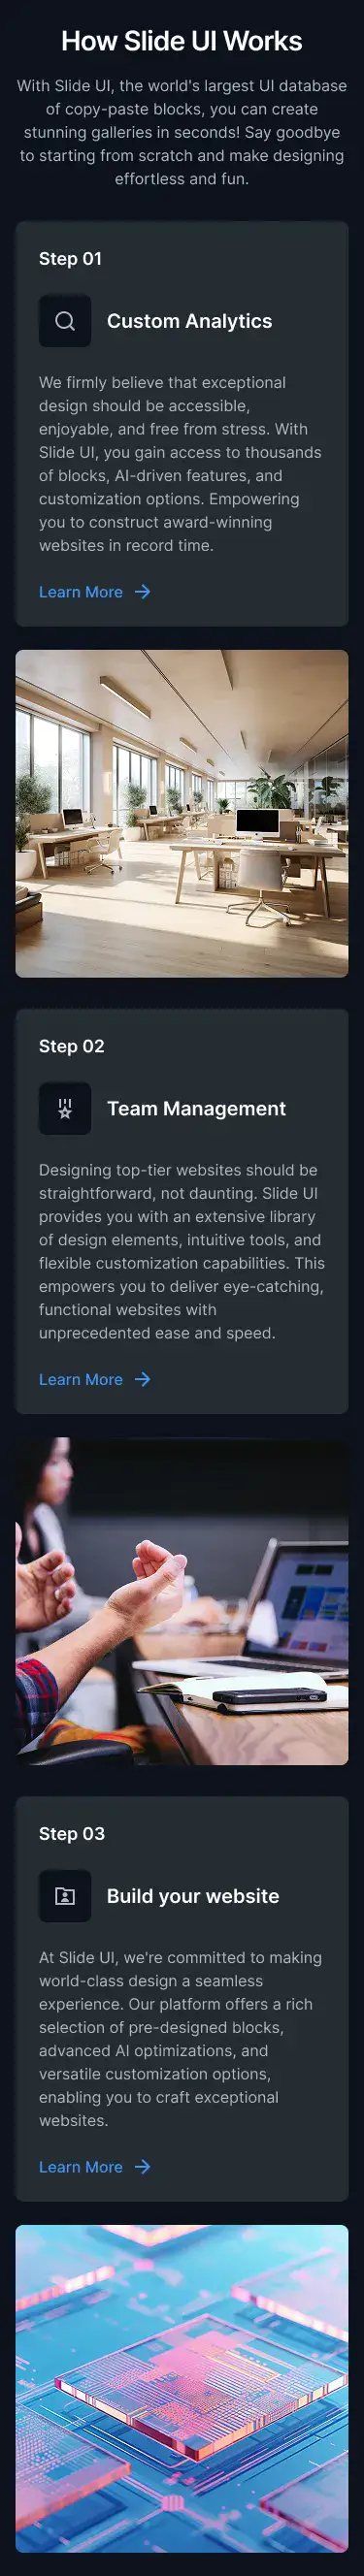 How Slide UI Works
With Slide UI, the world's largest UI database
of copy-paste blocks, you can create
stunning galleries in seconds! Say goodbye
to starting from scratch and make designing
effortless and fun.
Step 01
Custom Analytics
We firmly believe that exceptional
design should be accessible,
enjoyable, and free from stress. With
Slide UI, you gain access to thousands
of blocks, AI-driven features, and
customization options. Empowering
you to construct award-winning
websites in record time.
Learn More
Step 02
Team Management
Designing top-tier websites should be
straightforward, not daunting. Slide UI
provides you with an extensive library
of design elements, intuitive tools, and
flexible customization capabilities. This
empowers you to deliver eye-catching,
functional websites with
unprecedented ease and speed.
Learn More
Step 03
Build your website
At Slide UI, we're committed to making
world-class design a seamless
experience. Our platform offers a rich
selection of pre-designed blocks,
advanced AI optimizations, and
versatile customization options,
enabling you to craft exceptional
websites.
Learn More